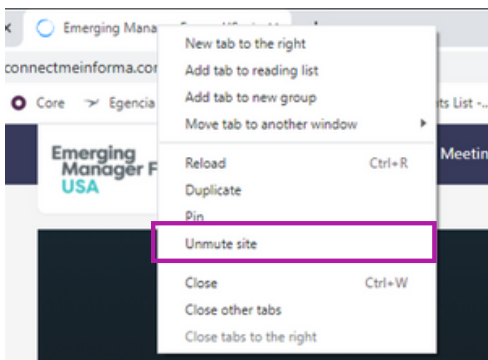 Emerging Mana
New tab to the right
connectmeinforma.com
Add tab to reading list
Core Egencia
Add tab to new group
ts List -..
Move tab to another window
Emerging
Manager F
USA
Meetin
Reload Ctrl+R
Duplicate
Pin
Unmute site
Close Ctrl+W
Close other tabs
Close tabs to the right